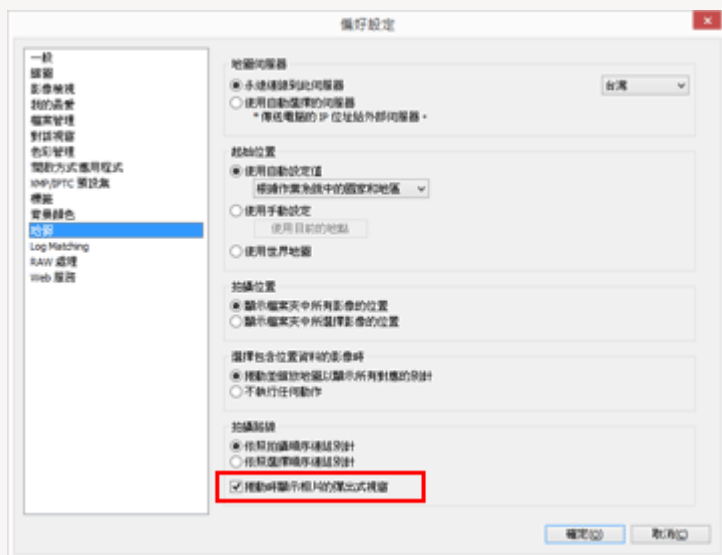 偏好設定
一般
縮圖
影像檢視
我的最愛
檔案管理
對話視窗
色彩管理
開啟方式應用程式
XMP/IPTC 預設集
標籤
背景顏色
地圖
Log Matching
RAW 處理
Web 服務
地圖伺服器
永遠連線到此伺服器
台灣
使用自動選擇的伺服器
*傳送電腦的 IP 位址給外部伺服器。
起始位置
使用自動設定值
根據作業系統中的國家和地區
使用手動設定
使用目前的地點
使用世界地圖
拍攝位置
顯示檔案夾中所有影像的位置
顯示檔案夾中所選擇影像的位置
選擇包含位置資料的影像時
捲動並縮放地圖以顯示所有對應的別針
不執行任何動作
拍攝路線
依照拍攝順序連結別針
依照選擇順序連結別針
捲動時顯示相片的彈出式視窗
確定(O)
取消(C)